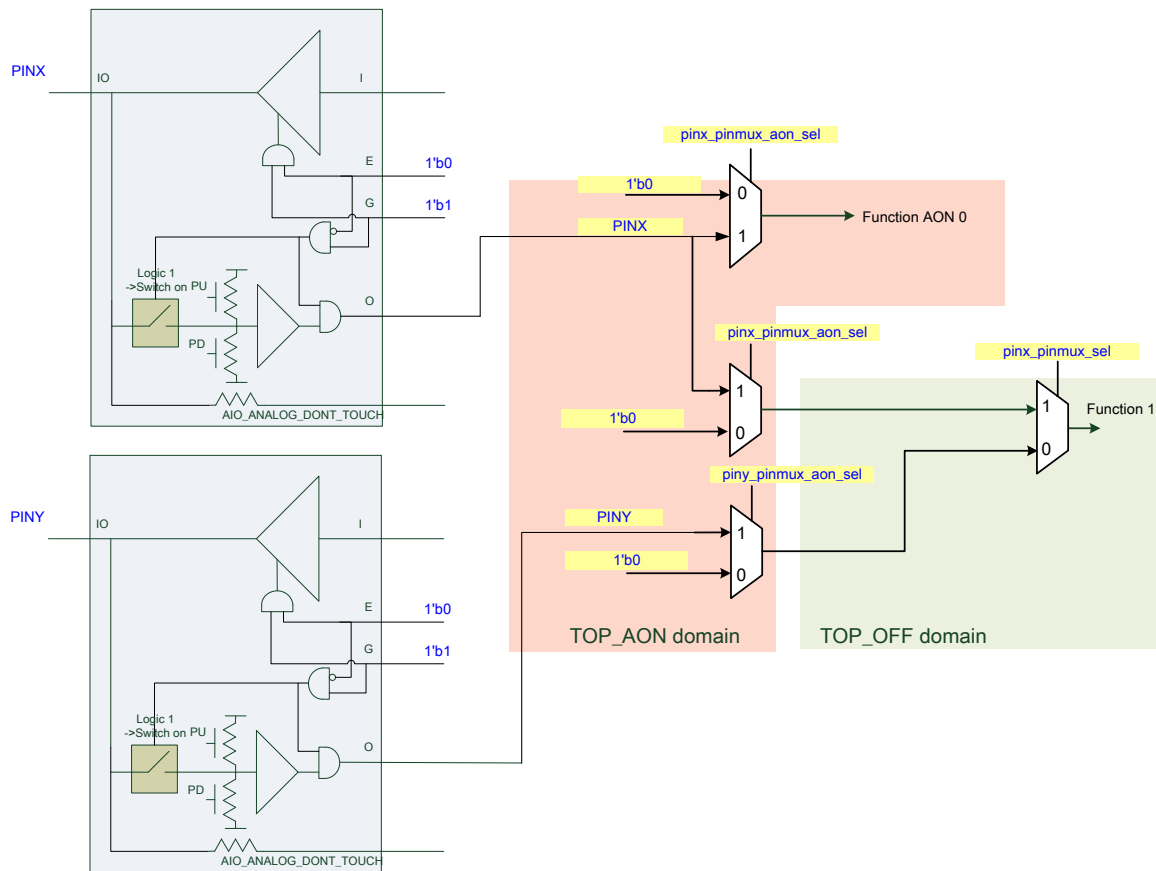 PINX
IO
I
E
1'b0
G
1'b1
Logic 1
->Switch on
PU
PD
O
AIO_ANALOG_DONT_TOUCH
pinx_pinmux_aon_sel
1'b0
0
PINX
1
Function AON 0
pinx_pinmux_aon_sel
1
1'b0
0
pinx_pinmux_sel
1
Function 1
0
piny_pinmux_aon_sel
PINY
1
1'b0
0
TOP_AON domain
TOP_OFF domain
PINY
IO
I
E
1'b0
G
1'b1
Logic 1
->Switch on
PU
PD
O
AIO_ANALOG_DONT_TOUCH